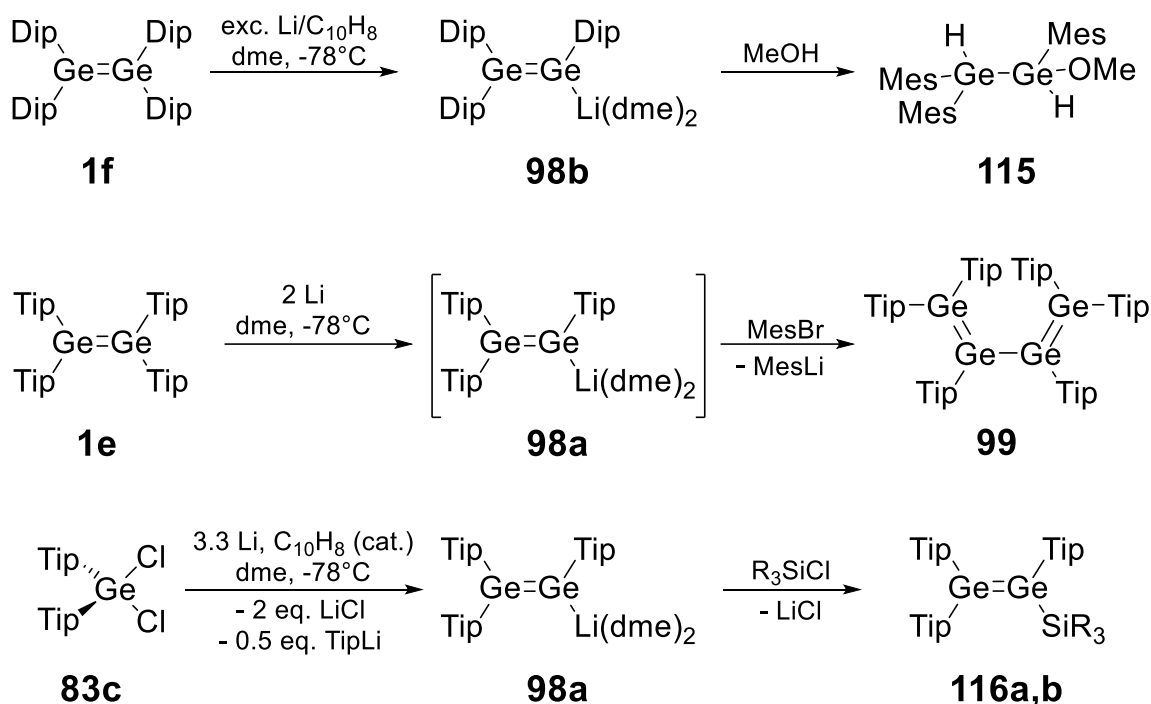 Dip Dip exc. Li/C10H8 Dip Dip H Mes
Ge=Ge dme, -78°C Ge=Ge MeOH Mes Ge Ge OMe
Dip Dip Dip Li(dme)2 Mes H
1f 98b 115
Tip Tip 2 Li Tip Tip MesBr Tip Tip
Ge=Ge dme, -78°C Ge=Ge - MesLi Tip Ge Ge Tip
Tip Tip Tip Li(dme)2 Ge Ge
Tip Tip
1e 98a 99
Tip Cl 3.3 Li, C10H8 (cat.) Tip Tip R3SiCl Tip Tip
Ge dme, -78°C Ge=Ge - LiCl Ge=Ge
Tip Cl - 2 eq. LiCl Tip Li(dme)2 Tip SiR3
- 0.5 eq. TipLi
83c 98a 116a,b